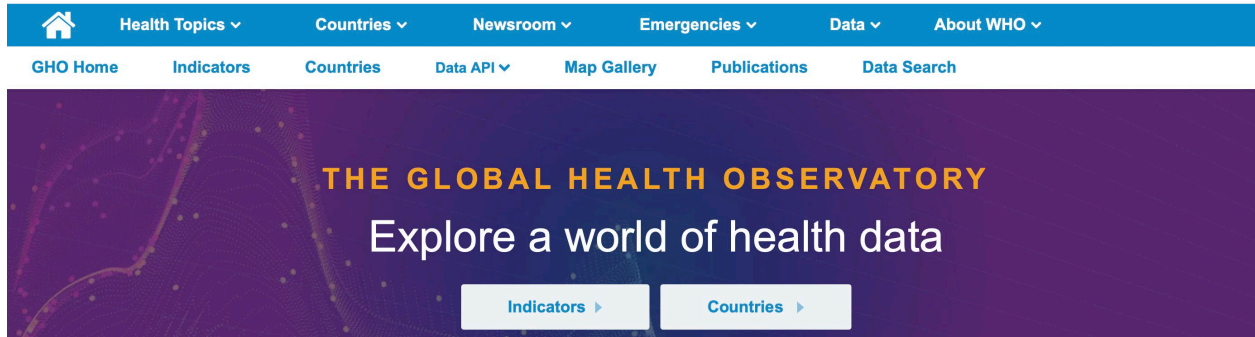 Health Topics Countries Newsroom Emergencies Data About WHO
GHO Home Indicators Countries Data API Map Gallery Publications Data Search
THE GLOBAL HEALTH OBSERVATORY
Explore a world of health data
Indicators Countries